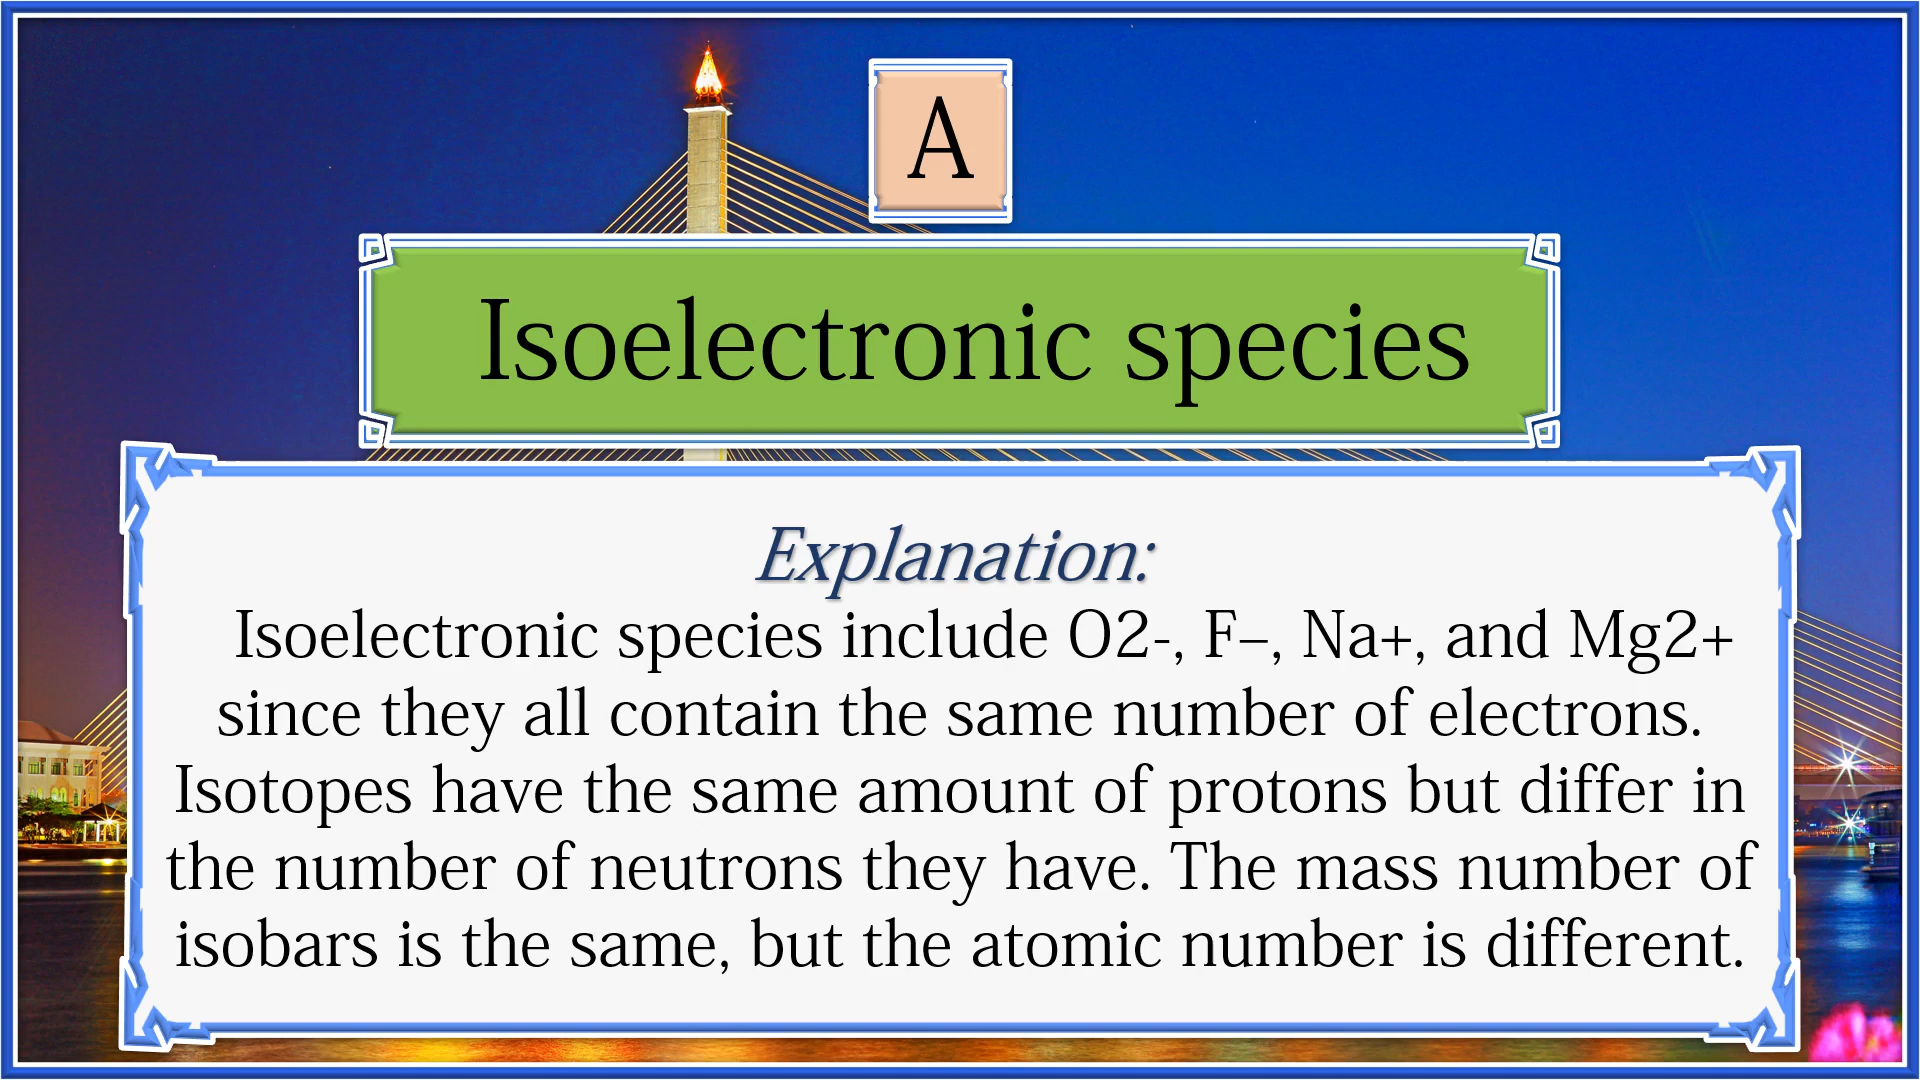 A
Isoelectronic species
Explanation:
Isoelectronic species include O2-, F–, Na+, and Mg2+
since they all contain the same number of electrons.
Isotopes have the same amount of protons but differ in
the number of neutrons they have. The mass number of
isobars is the same, but the atomic number is different.